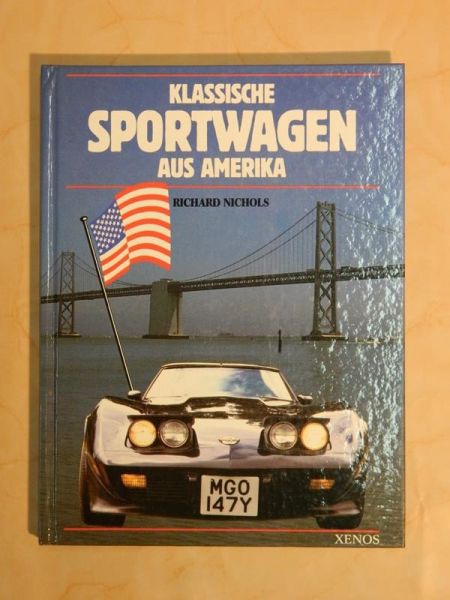 KLASSISCHE
SPORTWAGEN
AUS AMERIKA
RICHARD NICHOLS
MGO
147Y
XENOS